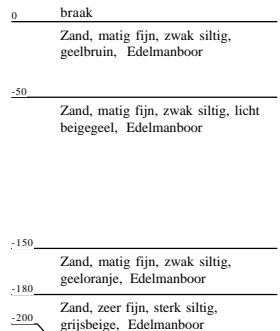 0 braak
Zand, matig fijn, zwak siltig,
geelbruin, Edelmanboor
-50
Zand, matig fijn, zwak siltig, licht
beigegeel, Edelmanboor
-150
Zand, matig fijn, zwak siltig,
geeloranje, Edelmanboor
-180
Zand, zeer fijn, sterk siltig,
grijsbeige, Edelmanboor
-200